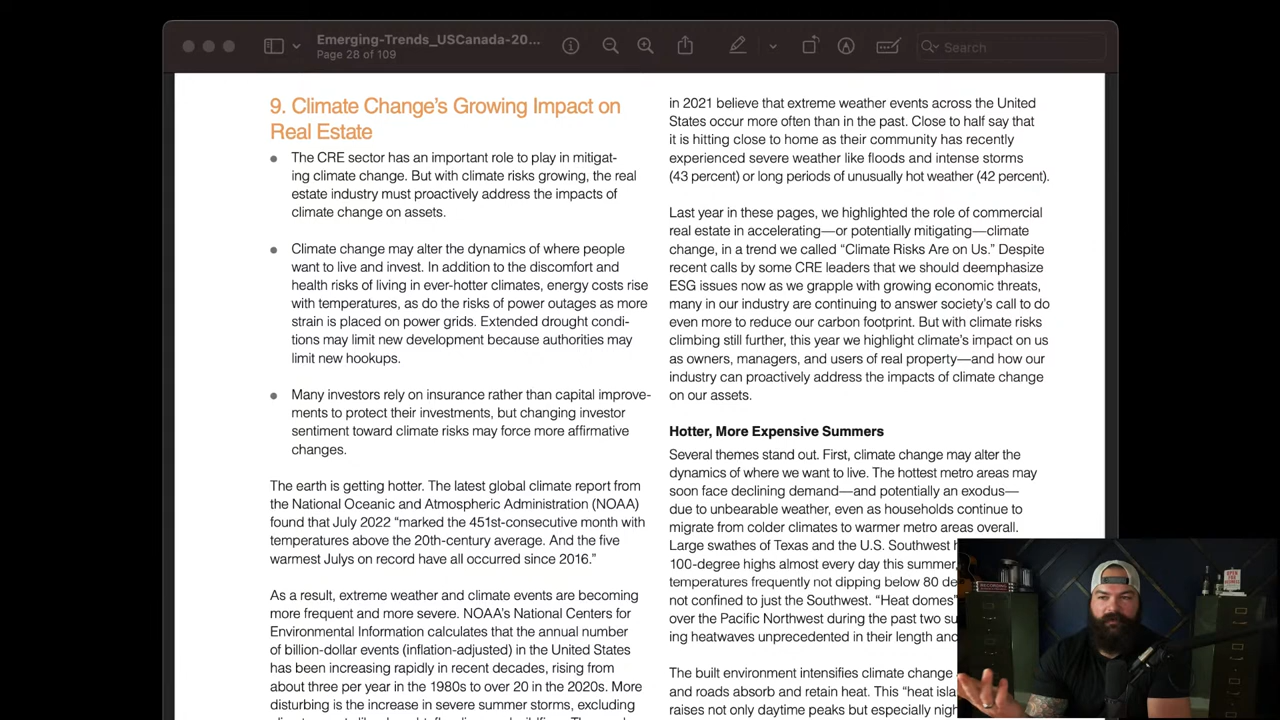 Emerging-Trends_USCanada-20...
Page 28 of 109
Search
9. Climate Change's Growing Impact on
Real Estate
● The CRE sector has an important role to play in mitigat-
ing climate change. But with climate risks growing, the real
estate industry must proactively address the impacts of
climate change on assets.
● Climate change may alter the dynamics of where people
want to live and invest. In addition to the discomfort and
health risks of living in ever-hotter climates, energy costs rise
with temperatures, as do the risks of power outages as more
strain is placed on power grids. Extended drought condi-
tions may limit new development because authorities may
limit new hookups.
● Many investors rely on insurance rather than capital improve-
ments to protect their investments, but changing investor
sentiment toward climate risks may force more affirmative
changes.
The earth is getting hotter. The latest global climate report from
the National Oceanic and Atmospheric Administration (NOAA)
found that July 2022 “marked the 451st-consecutive month with
temperatures above the 20th-century average. And the five
warmest Julys on record have all occurred since 2016.”
As a result, extreme weather and climate events are becoming
more frequent and more severe. NOAA's National Centers for
Environmental Information calculates that the annual number
of billion-dollar events (inflation-adjusted) in the United States
has been increasing rapidly in recent decades, rising from
about three per year in the 1980s to over 20 in the 2020s. More
disturbing is the increase in severe summer storms, excluding
in 2021 believe that extreme weather events across the United
States occur more often than in the past. Close to half say that
it is hitting close to home as their community has recently
experienced severe weather like floods and intense storms
(43 percent) or long periods of unusually hot weather (42 percent).
Last year in these pages, we highlighted the role of commercial
real estate in accelerating—or potentially mitigating—climate
change, in a trend we called “Climate Risks Are on Us.” Despite
recent calls by some CRE leaders that we should deemphasize
ESG issues now as we grapple with growing economic threats,
many in our industry are continuing to answer society's call to do
even more to reduce our carbon footprint. But with climate risks
climbing still further, this year we highlight climate's impact on us
as owners, managers, and users of real property—and how our
industry can proactively address the impacts of climate change
on our assets.
Hotter, More Expensive Summers
Several themes stand out. First, climate change may alter the
dynamics of where we want to live. The hottest metro areas may
soon face declining demand—and potentially an exodus—
due to unbearable weather, even as households continue to
migrate from colder climates to warmer metro areas overall.
Large swathes of Texas and the U.S. Southwest
100-degree highs almost every day this summer,
temperatures frequently not dipping below 80
not confined to just the Southwest. “Heat domes”
over the Pacific Northwest during the past two
ing heatwaves unprecedented in their length and
The built environment intensifies climate change
and roads absorb and retain heat. This “heat
raises not only daytime peaks but especially
RECORDING